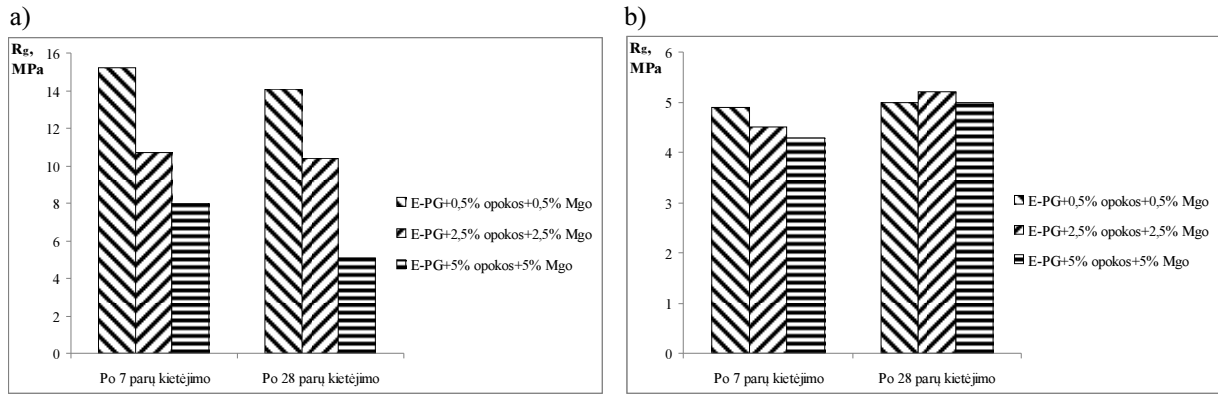 a)
Rg,
MPa
16
14
12
10
8
6
4
2
0
Po 7 parų kietėjimo
Po 28 parų kietėjimo
E-PG+0,5% opokos+0,5% Mgo
E-PG+2,5% opokos+2,5% Mgo
E-PG+5% opokos+5% Mgo
b)
Rg,
MPa
6
5
4
3
2
1
0
Po 7 parų kietėjimo
Po 28 parų kietėjimo
E-PG+0,5% opokos+0,5% Mgo
E-PG+2,5% opokos+2,5% Mgo
E-PG+5% opokos+5% Mgo